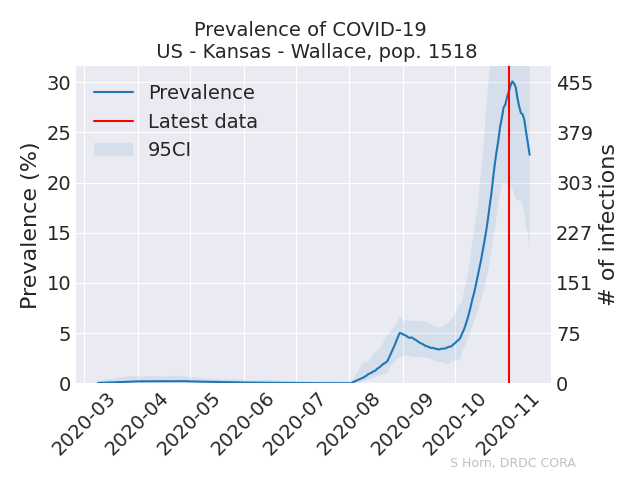 Prevalence of COVID-19
US - Kansas - Wallace, pop. 1518
Prevalence
Latest data
95CI
Prevalence (%)
30
25
20
15
10
5
0
455
379
303
227
151
75
0
# of infections
2020-03
2020-04
2020-05
2020-06
2020-07
2020-08
2020-09
2020-10
2020-11
S Horn, DRDC CORA